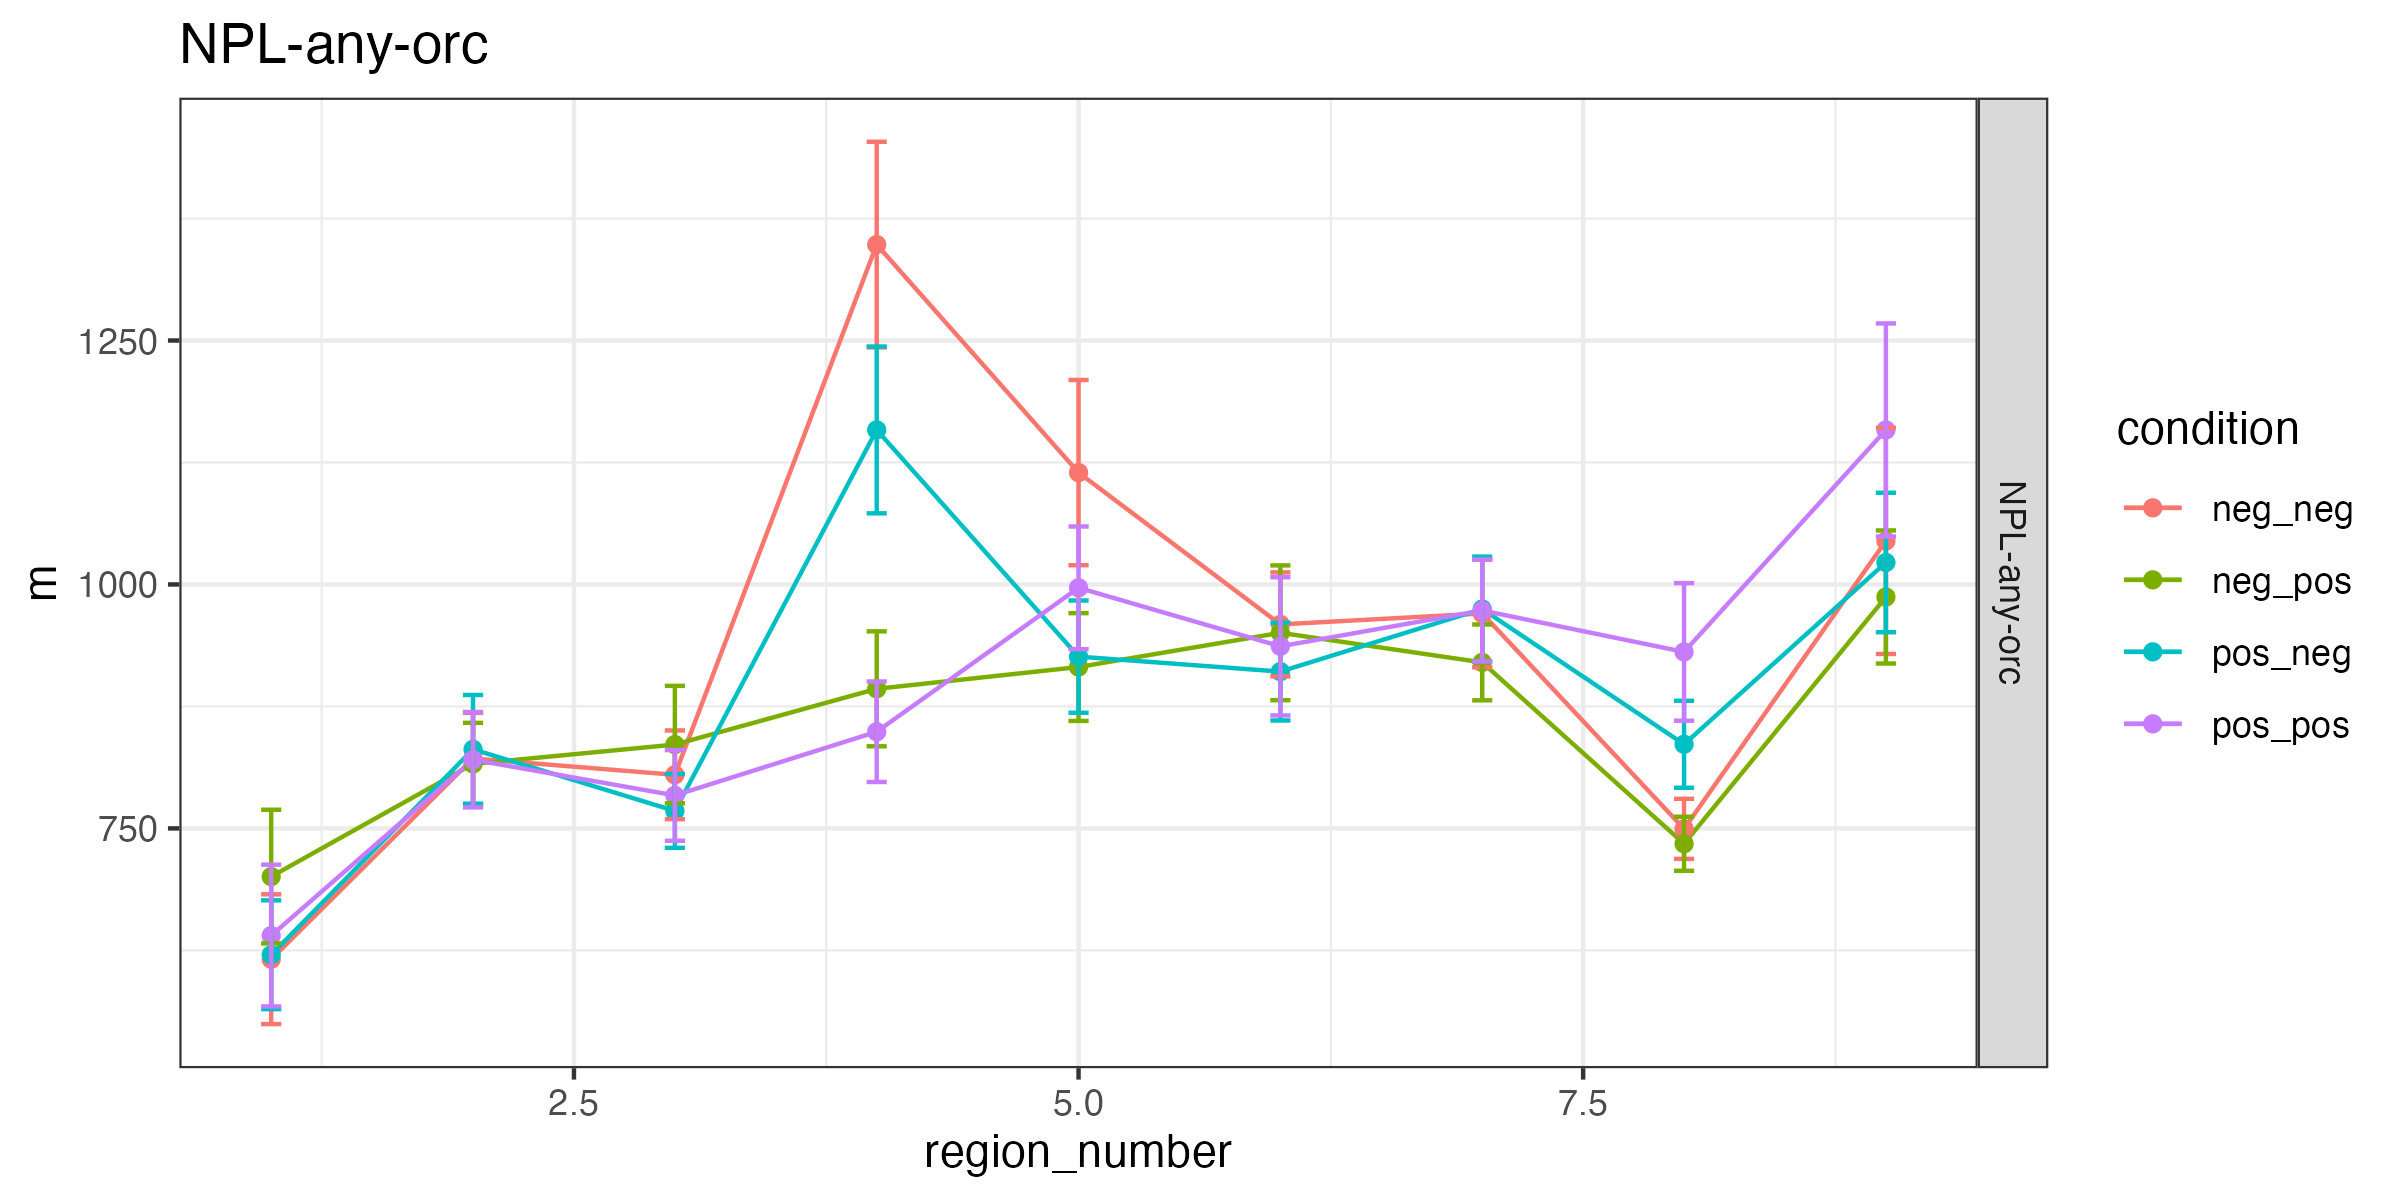 NPL-any-orc
1250
1000
750
m
2.5
5.0
7.5
region_number
NPL-any-orc
condition
neg_neg
neg_pos
pos_neg
pos_pos